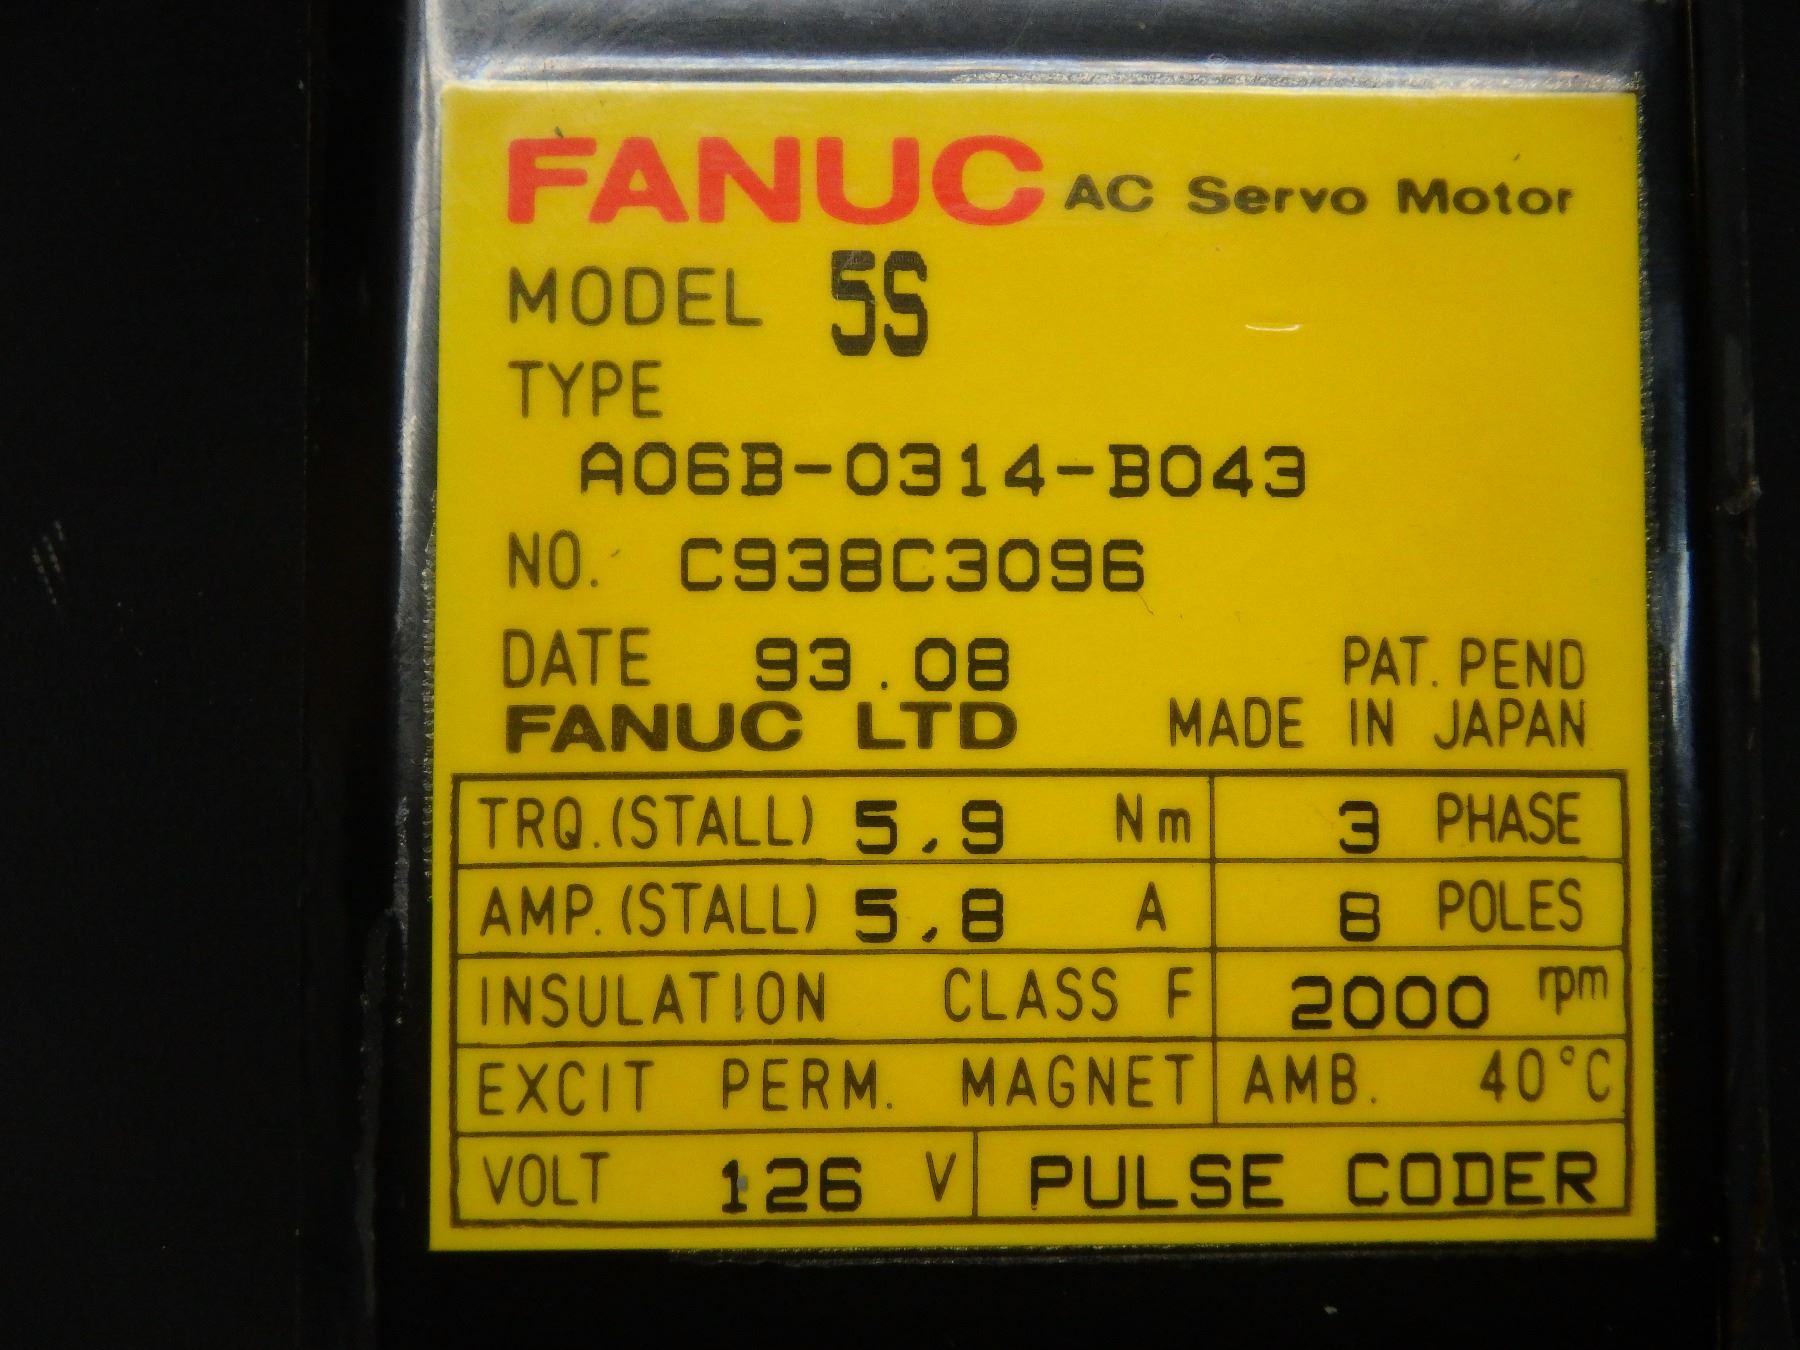 FANUC AC Servo Motor
MODEL 5S
TYPE
A06B-0314-B043
NO. C938C3096
DATE 93.08 PAT. PEND
FANUC LTD MADE IN JAPAN
TRQ.(STALL) 5.9 Nm 3 PHASE
AMP.(STALL) 5.8 A 8 POLES
INSULATION CLASS F 2000 rpm
EXCIT PERM. MAGNET AMB. 40°C
VOLT 126 V PULSE CODER